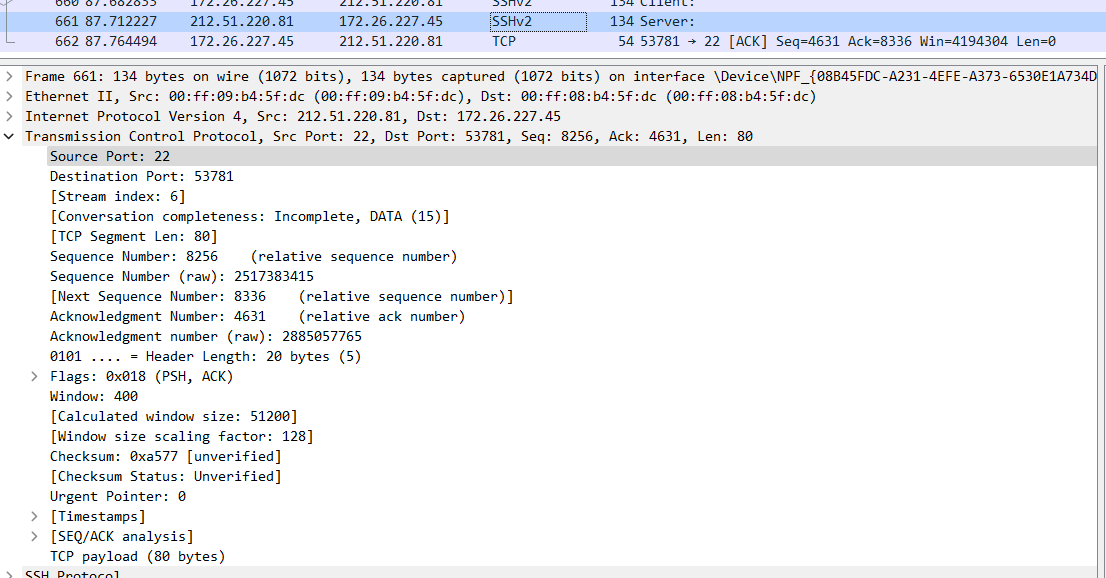 660 87.682833 172.26.227.45 212.51.220.81 SSHv2 134 Client:
661 87.712227 212.51.220.81 172.26.227.45 SSHv2 134 Server:
662 87.764494 172.26.227.45 212.51.220.81 TCP 54 53781 → 22 [ACK] Seq=4631 Ack=8336 Win=4194304 Len=0
Frame 661: 134 bytes on wire (1072 bits), 134 bytes captured (1072 bits) on interface \Device\NPF_{08B45FDC-A231-4EFE-A373-6530E1A734D
Ethernet II, Src: 00:ff:09:b4:5f:dc (00:ff:09:b4:5f:dc), Dst: 00:ff:08:b4:5f:dc (00:ff:08:b4:5f:dc)
Internet Protocol Version 4, Src: 212.51.220.81, Dst: 172.26.227.45
Transmission Control Protocol, Src Port: 22, Dst Port: 53781, Seq: 8256, Ack: 4631, Len: 80
Source Port: 22
Destination Port: 53781
[Stream index: 6]
[Conversation completeness: Incomplete, DATA (15)]
[TCP Segment Len: 80]
Sequence Number: 8256    (relative sequence number)
Sequence Number (raw): 2517383415
[Next Sequence Number: 8336    (relative sequence number)]
Acknowledgment Number: 4631    (relative ack number)
Acknowledgment number (raw): 2885057765
0101 .... = Header Length: 20 bytes (5)
Flags: 0x018 (PSH, ACK)
Window: 400
[Calculated window size: 51200]
[Window size scaling factor: 128]
Checksum: 0xa577 [unverified]
[Checksum Status: Unverified]
Urgent Pointer: 0
[Timestamps]
[SEQ/ACK analysis]
TCP payload (80 bytes)
SSH Protocol